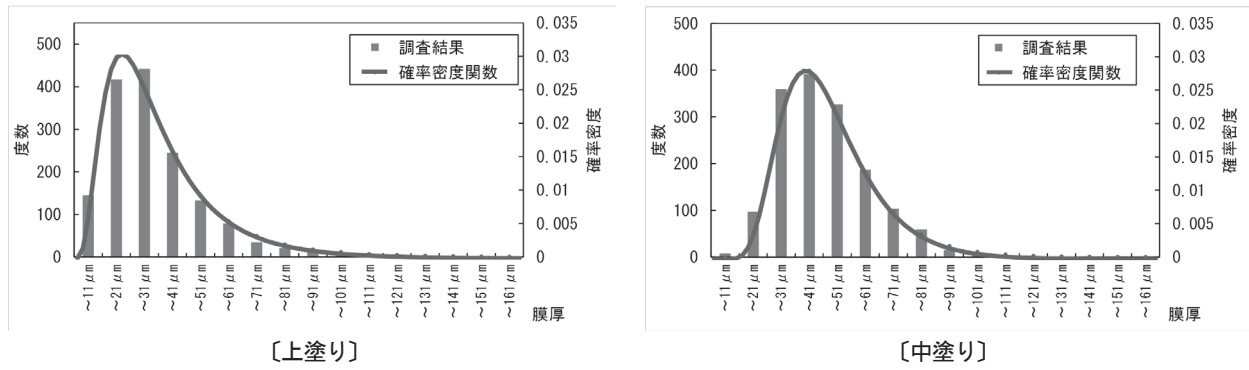 500
400
300
200
100
0
度数
0.035
0.03
0.025
0.02
0.015
0.01
0.005
0
確率密度
調査結果
確率密度関数
~11μm
~21μm
~31μm
~41μm
~51μm
~61μm
~71μm
~81μm
~91μm
~101μm
~111μm
~121μm
~131μm
~141μm
~151μm
~161μm
膜厚
〔上塗り〕
500
400
300
200
100
0
度数
0.035
0.03
0.025
0.02
0.015
0.01
0.005
0
確率密度
調査結果
確率密度関数
~11μm
~21μm
~31μm
~41μm
~51μm
~61μm
~71μm
~81μm
~91μm
~101μm
~111μm
~121μm
~131μm
~141μm
~151μm
~161μm
膜厚
〔中塗り〕